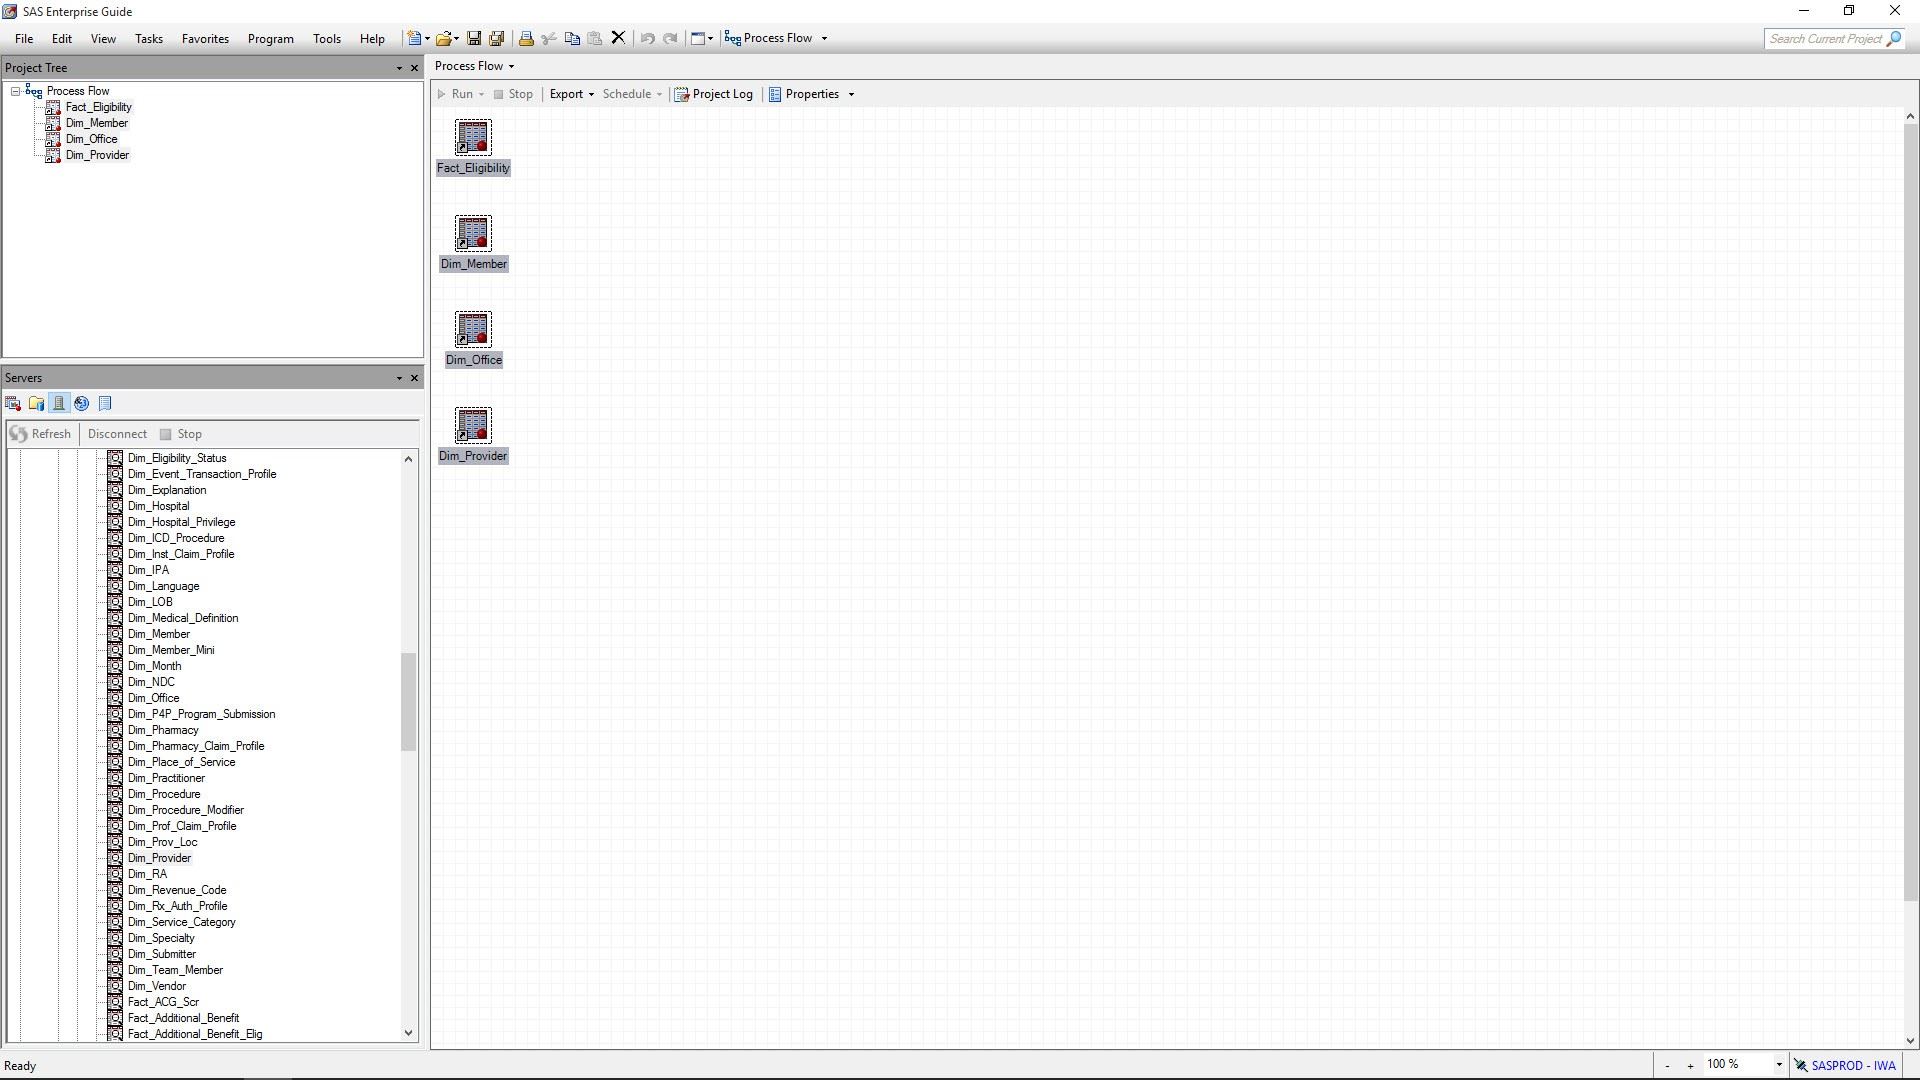 SAS Enterprise Guide
File Edit View Tasks Favorites Program Tools Help Process Flow Search Current Project
Project Tree
Process Flow
Fact_Eligibility
Dim_Member
Dim_Office
Dim_Provider
Servers
Refresh Disconnect Stop
Dim_Eligibility_Status
Dim_Event_Transaction_Profile
Dim_Explanation
Dim_Hospital
Dim_Hospital_Privilege
Dim_ICD_Procedure
Dim_Inst_Claim_Profile
Dim_IPA
Dim_Language
Dim_LOB
Dim_Medical_Definition
Dim_Member
Dim_Member_Mini
Dim_Month
Dim_NDC
Dim_Office
Dim_P4P_Program_Submission
Dim_Pharmacy
Dim_Pharmacy_Claim_Profile
Dim_Place_of_Service
Dim_Practitioner
Dim_Procedure
Dim_Procedure_Modifier
Dim_Prof_Claim_Profile
Dim_Prov_Loc
Dim_Provider
Dim_RA
Dim_Revenue_Code
Dim_Rx_Auth_Profile
Dim_Service_Category
Dim_Specialty
Dim_Submitter
Dim_Team_Member
Dim_Vendor
Fact_ACG_Scr
Fact_Additional_Benefit
Fact_Additional_Benefit_Elig
Process Flow
Run Stop Export Schedule Project Log Properties
Fact_Eligibility
Dim_Member
Dim_Office
Dim_Provider
Ready - + 100 % SASPROD - IWA